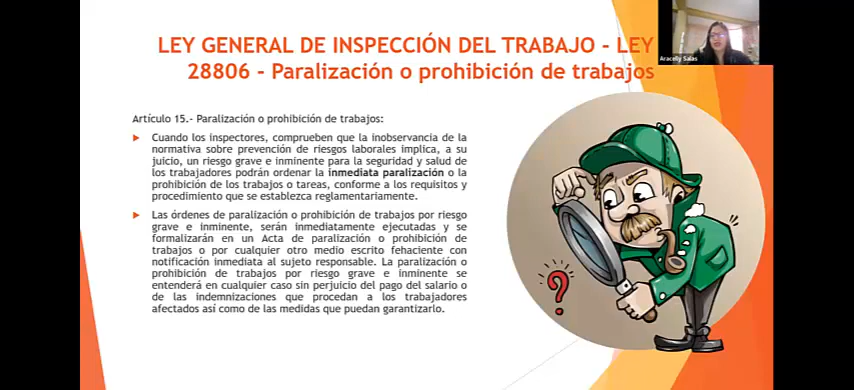 LEY GENERAL DE INSPECCIÓN DEL TRABAJO - LEY
28806 - Paralización o prohibición de trabajos
Aracelly Salas
Artículo 15.- Paralización o prohibición de trabajos:
Cuando los inspectores, comprueben que la inobservancia de la
normativa sobre prevención de riesgos laborales implica, a su
juicio, un riesgo grave e inminente para la seguridad y salud de
los trabajadores podrán ordenar la inmediata paralización o la
prohibición de los trabajos o tareas, conforme a los requisitos y
procedimiento que se establezca reglamentariamente.
Las órdenes de paralización o prohibición de trabajos por riesgo
grave e inminente, serán inmediatamente ejecutadas y se
formalizarán en un Acta de paralización o prohibición de
trabajos o por cualquier otro medio escrito fehaciente con
notificación inmediata al sujeto responsable. La paralización o
prohibición de trabajos por riesgo grave e inminente se
entenderá en cualquier caso sin perjuicio del pago del salario o
de las indemnizaciones que procedan a los trabajadores
afectados así como de las medidas que puedan garantizarlo.
?